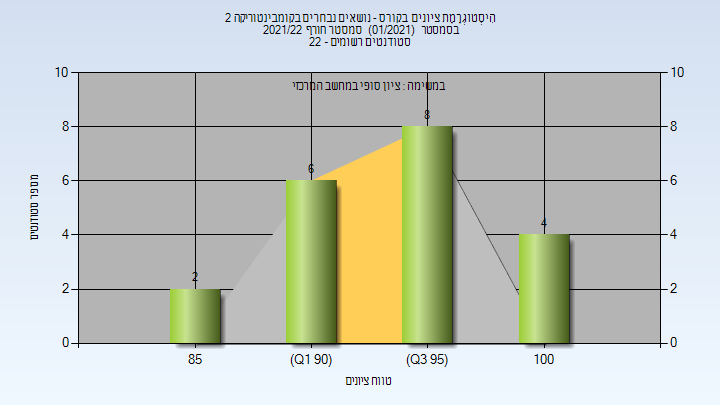 הִיסְטוֹגְרָמַת ציונים בקורס - נושאים נבחרים בקומבינטוריקה 2
בסמסטר (01/2021) סמסטר חורף 2021/22
סטודנטים רשומים - 22
במשימה : ציון סופי במחשב המרכזי
מספר סטודנטים
10 10
8 8
6 6
4 4
2 2
0 0
2 6 8 4
85 (Q1 90) (Q3 95) 100
טווח ציונים